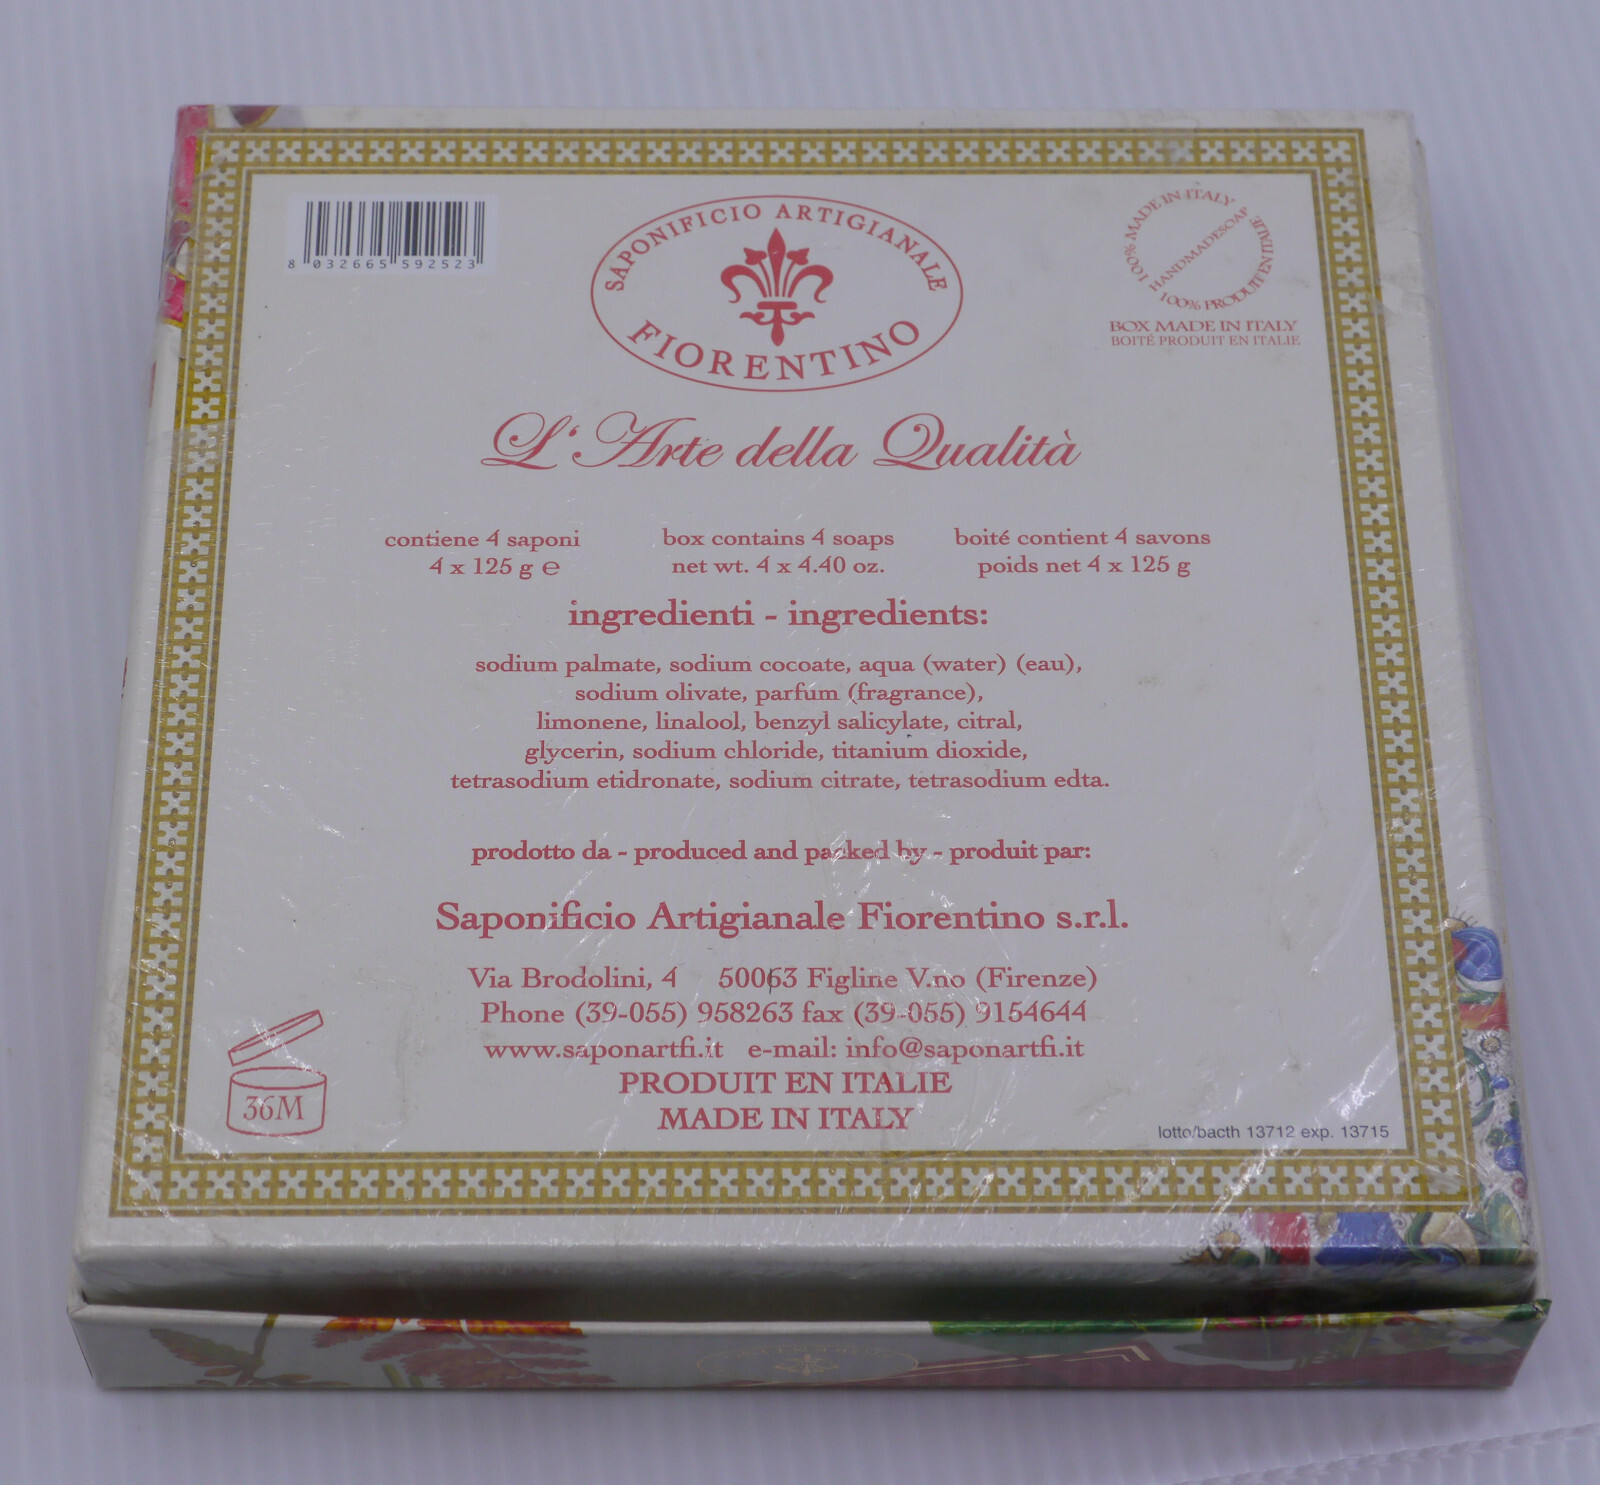 8 032665 592523
SAPONIFICIO ARTIGIANALE
FIORENTINO
100% MADE IN ITALY
HANDMADESOAP
100% PRODUIT EN ITALIE
BOX MADE IN ITALY
BOITÉ PRODUIT EN ITALIE
L'Arte della Qualità
contiene 4 saponi
4 x 125 g ℮
box contains 4 soaps
net wt. 4 x 4.40 oz.
boité contient 4 savons
poids net 4 x 125 g
ingredienti - ingredients:
sodium palmate, sodium cocoate, aqua (water) (eau),
sodium olivate, parfum (fragrance),
limonene, linalool, benzyl salicylate, citral,
glycerin, sodium chloride, titanium dioxide,
tetrasodium etidronate, sodium citrate, tetrasodium edta.
prodotto da - produced and packed by - produit par:
Saponificio Artigianale Fiorentino s.r.l.
Via Brodolini, 4 50063 Figline V.no (Firenze)
Phone (39-055) 958263 fax (39-055) 9154644
www.saponartfi.it e-mail: info@saponartfi.it
PRODUIT EN ITALIE
MADE IN ITALY
36M
lotto/bacth 13712 exp. 13715